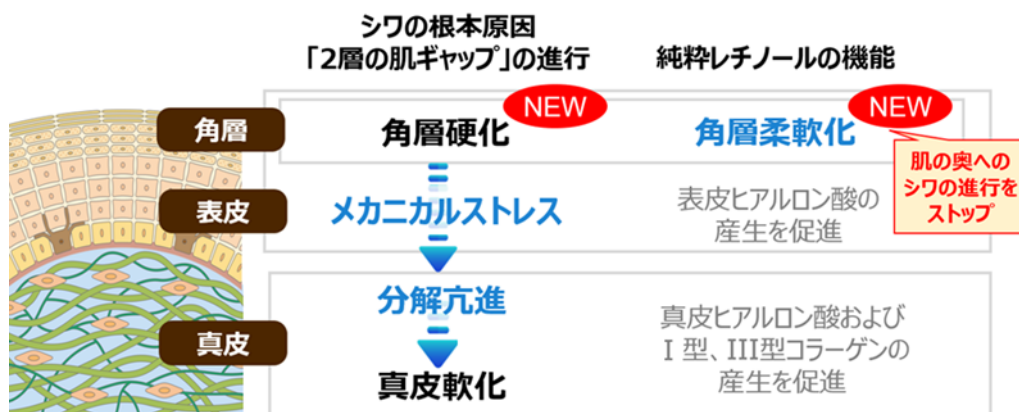 シワの根本原因
「2層の肌ギャップ」の進行
純粋レチノールの機能
角層
角層硬化
NEW
角層柔軟化
NEW
肌の奥への
シワの進行を
ストップ
表皮
メカニカルストレス
表皮ヒアルロン酸の
産生を促進
分解亢進
真皮
真皮軟化
真皮ヒアルロン酸および
Ⅰ型、III型コラーゲンの
産生を促進